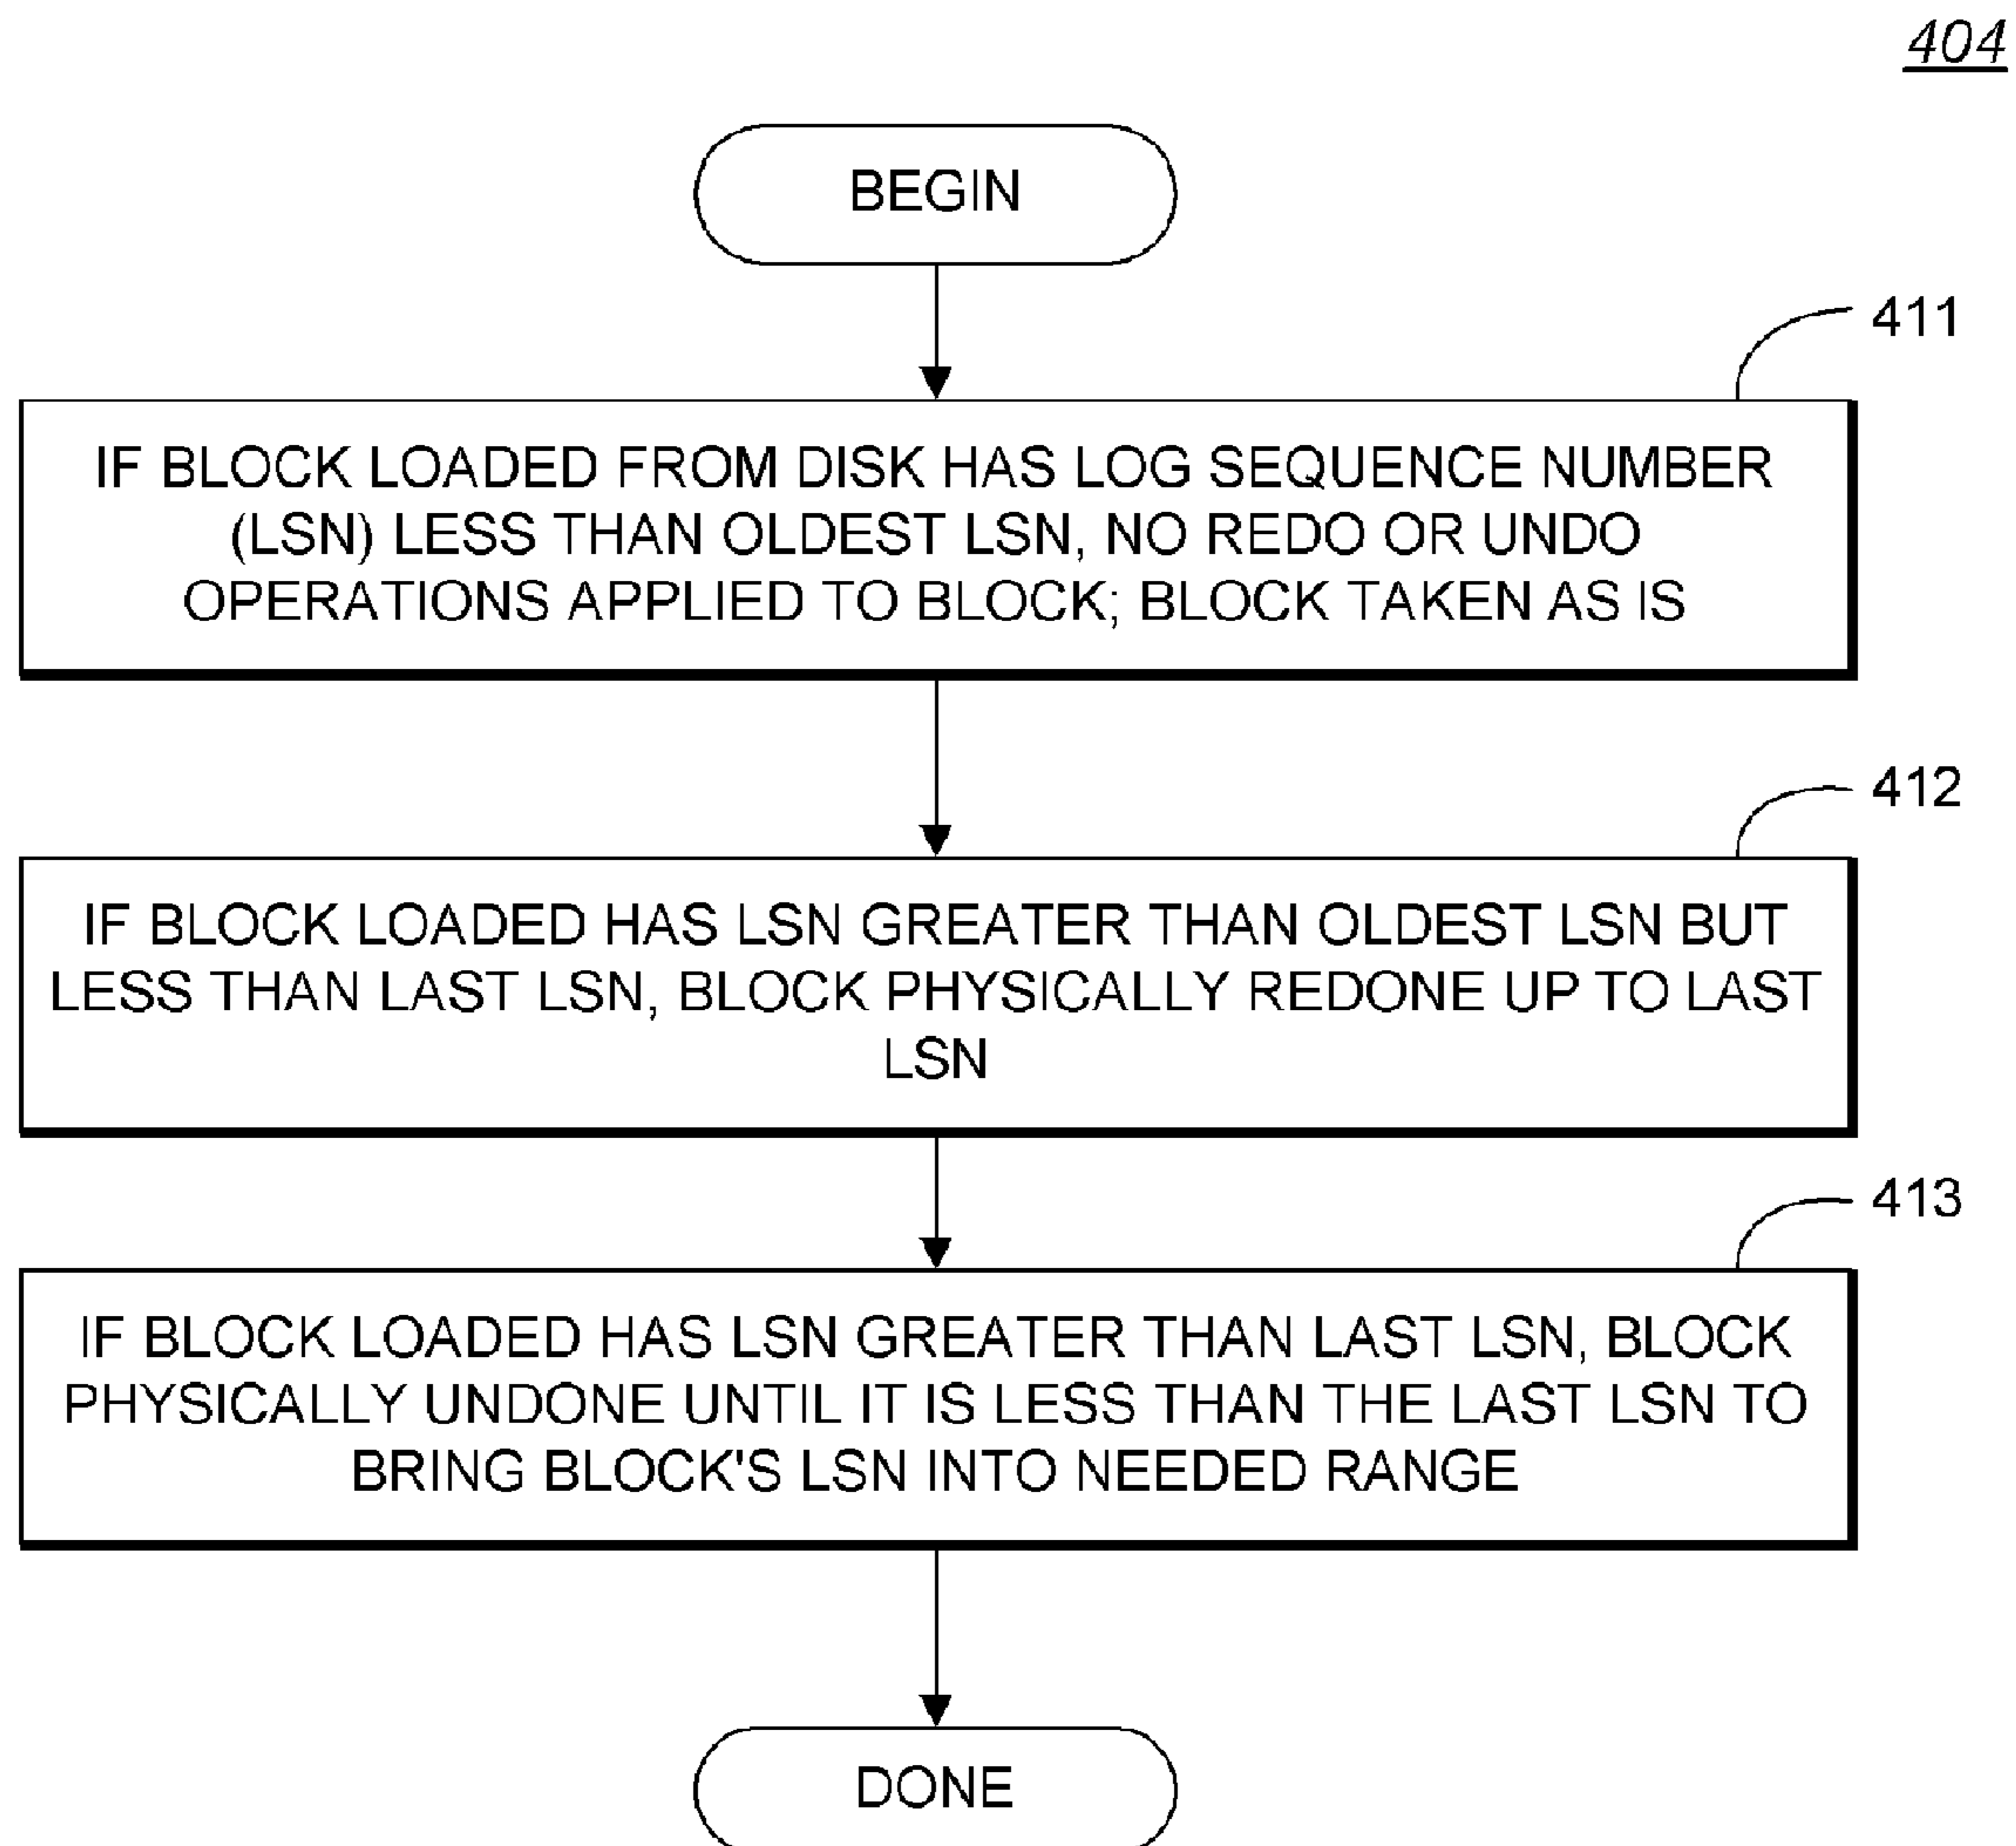 404
BEGIN
411
IF BLOCK LOADED FROM DISK HAS LOG SEQUENCE NUMBER
(LSN) LESS THAN OLDEST LSN, NO REDO OR UNDO
OPERATIONS APPLIED TO BLOCK; BLOCK TAKEN AS IS
412
IF BLOCK LOADED HAS LSN GREATER THAN OLDEST LSN BUT
LESS THAN LAST LSN, BLOCK PHYSICALLY REDONE UP TO LAST
LSN
413
IF BLOCK LOADED HAS LSN GREATER THAN LAST LSN, BLOCK
PHYSICALLY UNDONE UNTIL IT IS LESS THAN THE LAST LSN TO
BRING BLOCK'S LSN INTO NEEDED RANGE
DONE